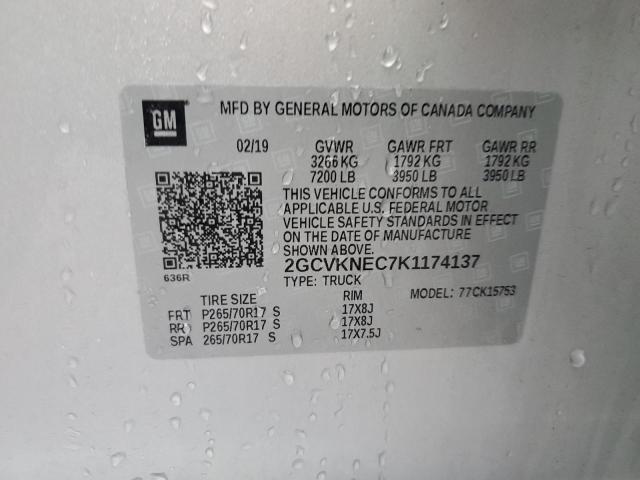 GM
MFD BY GENERAL MOTORS OF CANADA COMPANY
02/19 GVWR GAWR FRT GAWR RR
3266 KG 1792 KG 1792 KG
7200 LB 3950 LB 3950 LB
THIS VEHICLE CONFORMS TO ALL
APPLICABLE U.S. FEDERAL MOTOR
VEHICLE SAFETY STANDARDS IN EFFECT
ON THE DATE OF MANUFACTURE
SHOWN ABOVE.
2GCVKNEC7K1174137
636R
TYPE: TRUCK
MODEL: 77CK15753
TIRE SIZE RIM
FRT P265/70R17 S 17X8J
RR P265/70R17 S 17X8J
SPA 265/70R17 S 17X7.5J